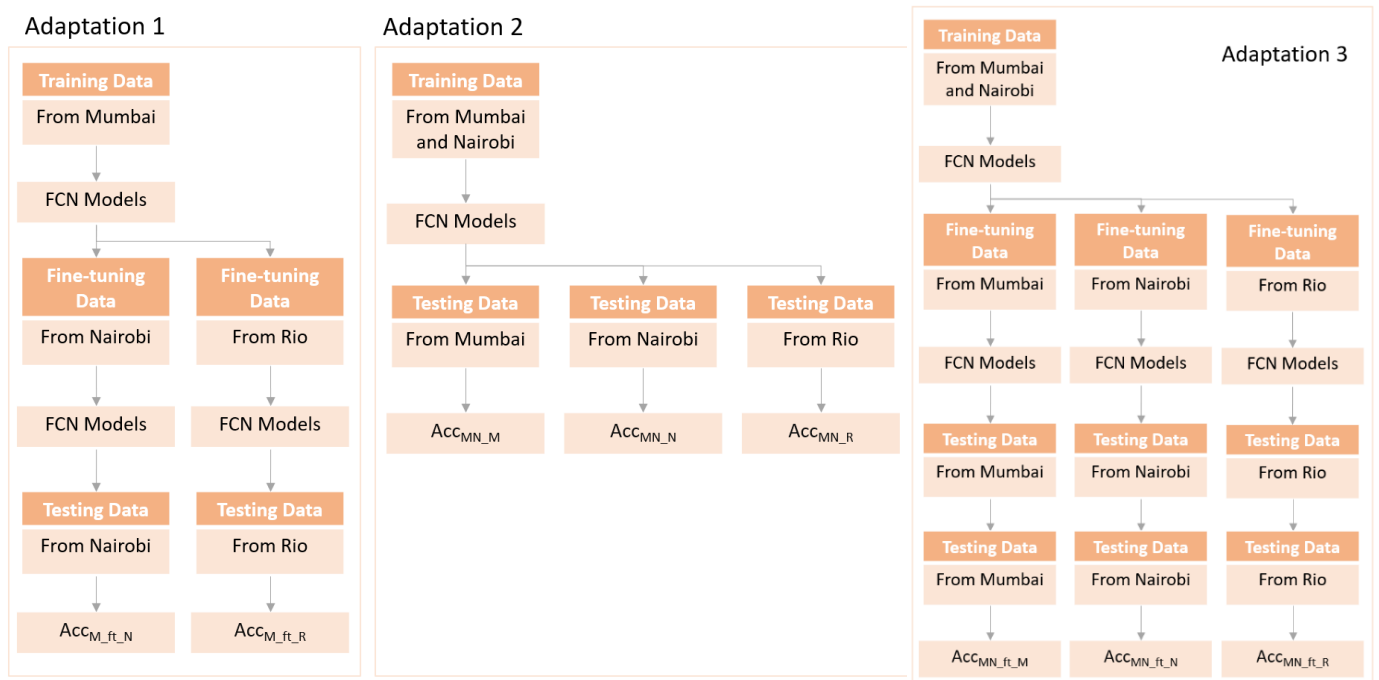 Adaptation 1
Training Data
From Mumbai
FCN Models
Fine-tuning
Data
Fine-tuning
Data
From Nairobi
From Rio
FCN Models
FCN Models
Testing Data
Testing Data
From Nairobi
From Rio
AccM_ft_N
AccM_ft_R
Adaptation 2
Training Data
From Mumbai
and Nairobi
FCN Models
Testing Data
Testing Data
Testing Data
From Mumbai
From Nairobi
From Rio
AccMN_M
AccMN_N
AccMN_R
Adaptation 3
Training Data
From Mumbai
and Nairobi
FCN Models
Fine-tuning
Data
Fine-tuning
Data
Fine-tuning
Data
From Mumbai
From Nairobi
From Rio
FCN Models
FCN Models
FCN Models
Testing Data
Testing Data
Testing Data
From Mumbai
From Nairobi
From Rio
Testing Data
Testing Data
Testing Data
From Mumbai
From Nairobi
From Rio
AccMN_ft_M
AccMN_ft_N
AccMN_ft_R